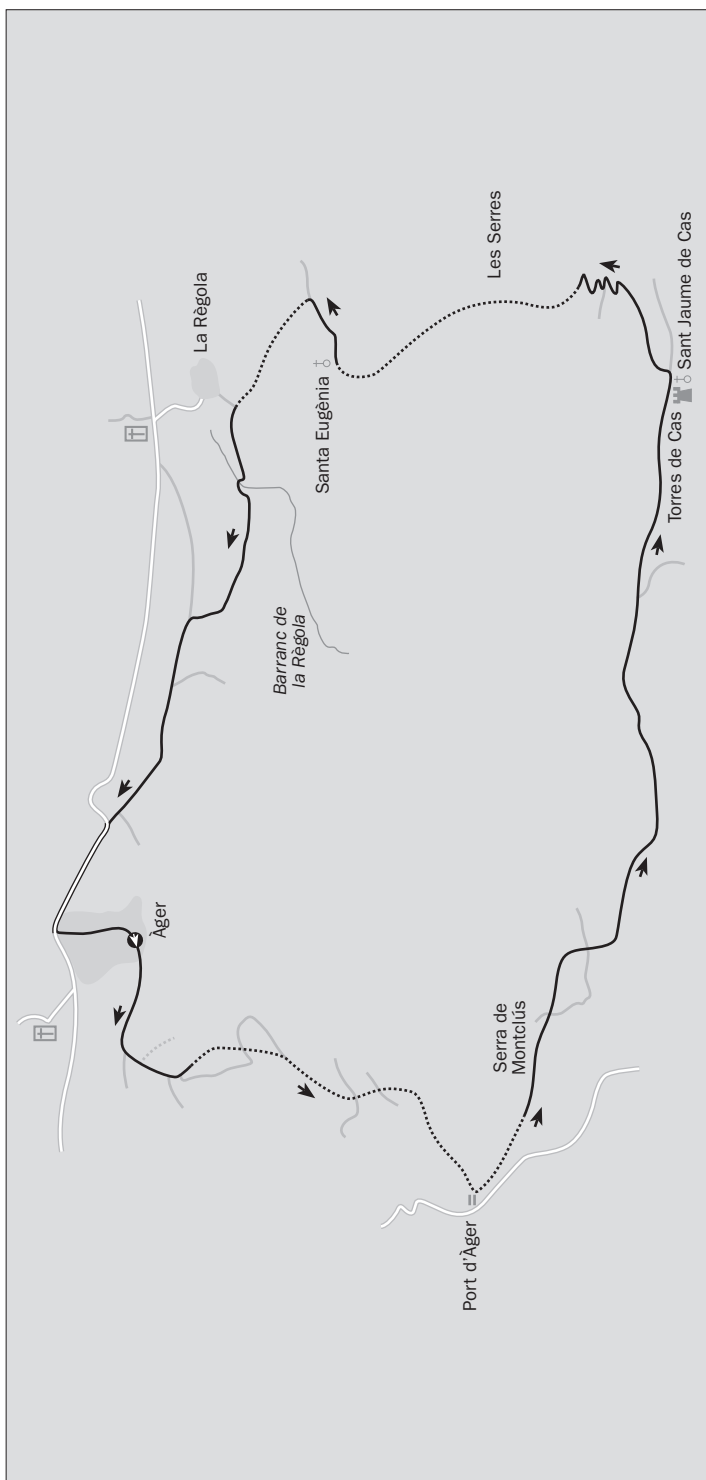 La Règola
Les Serres
Santa Eugènia
Sant Jaume de Cas
Torres de Cas
Barranc de
la Règola
Àger
Serra de
Montclús
Port d'Àger